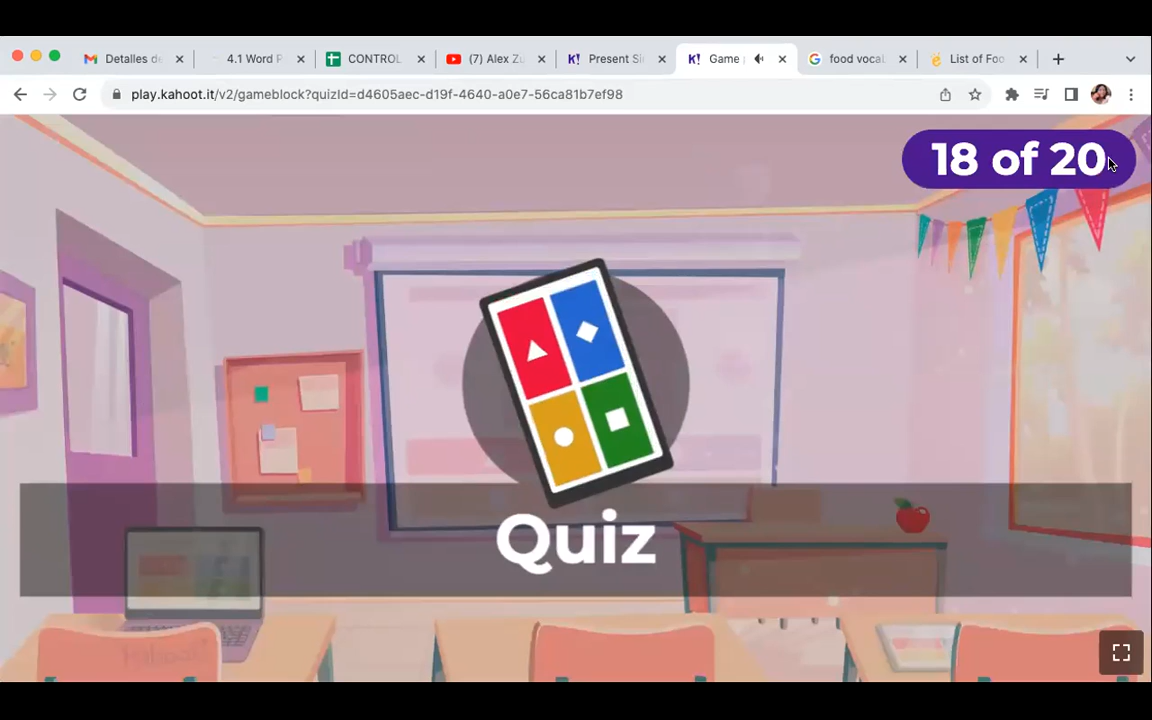 Detalles de
4.1 Word P
CONTROL
(7) Alex Zu
K! Present Si
K! Game
food vocal
List of Foo
play.kahoot.it/v2/gameblock?quizId=d4605aec-d19f-4640-a0e7-56ca81b7ef98
18 of 20
Quiz